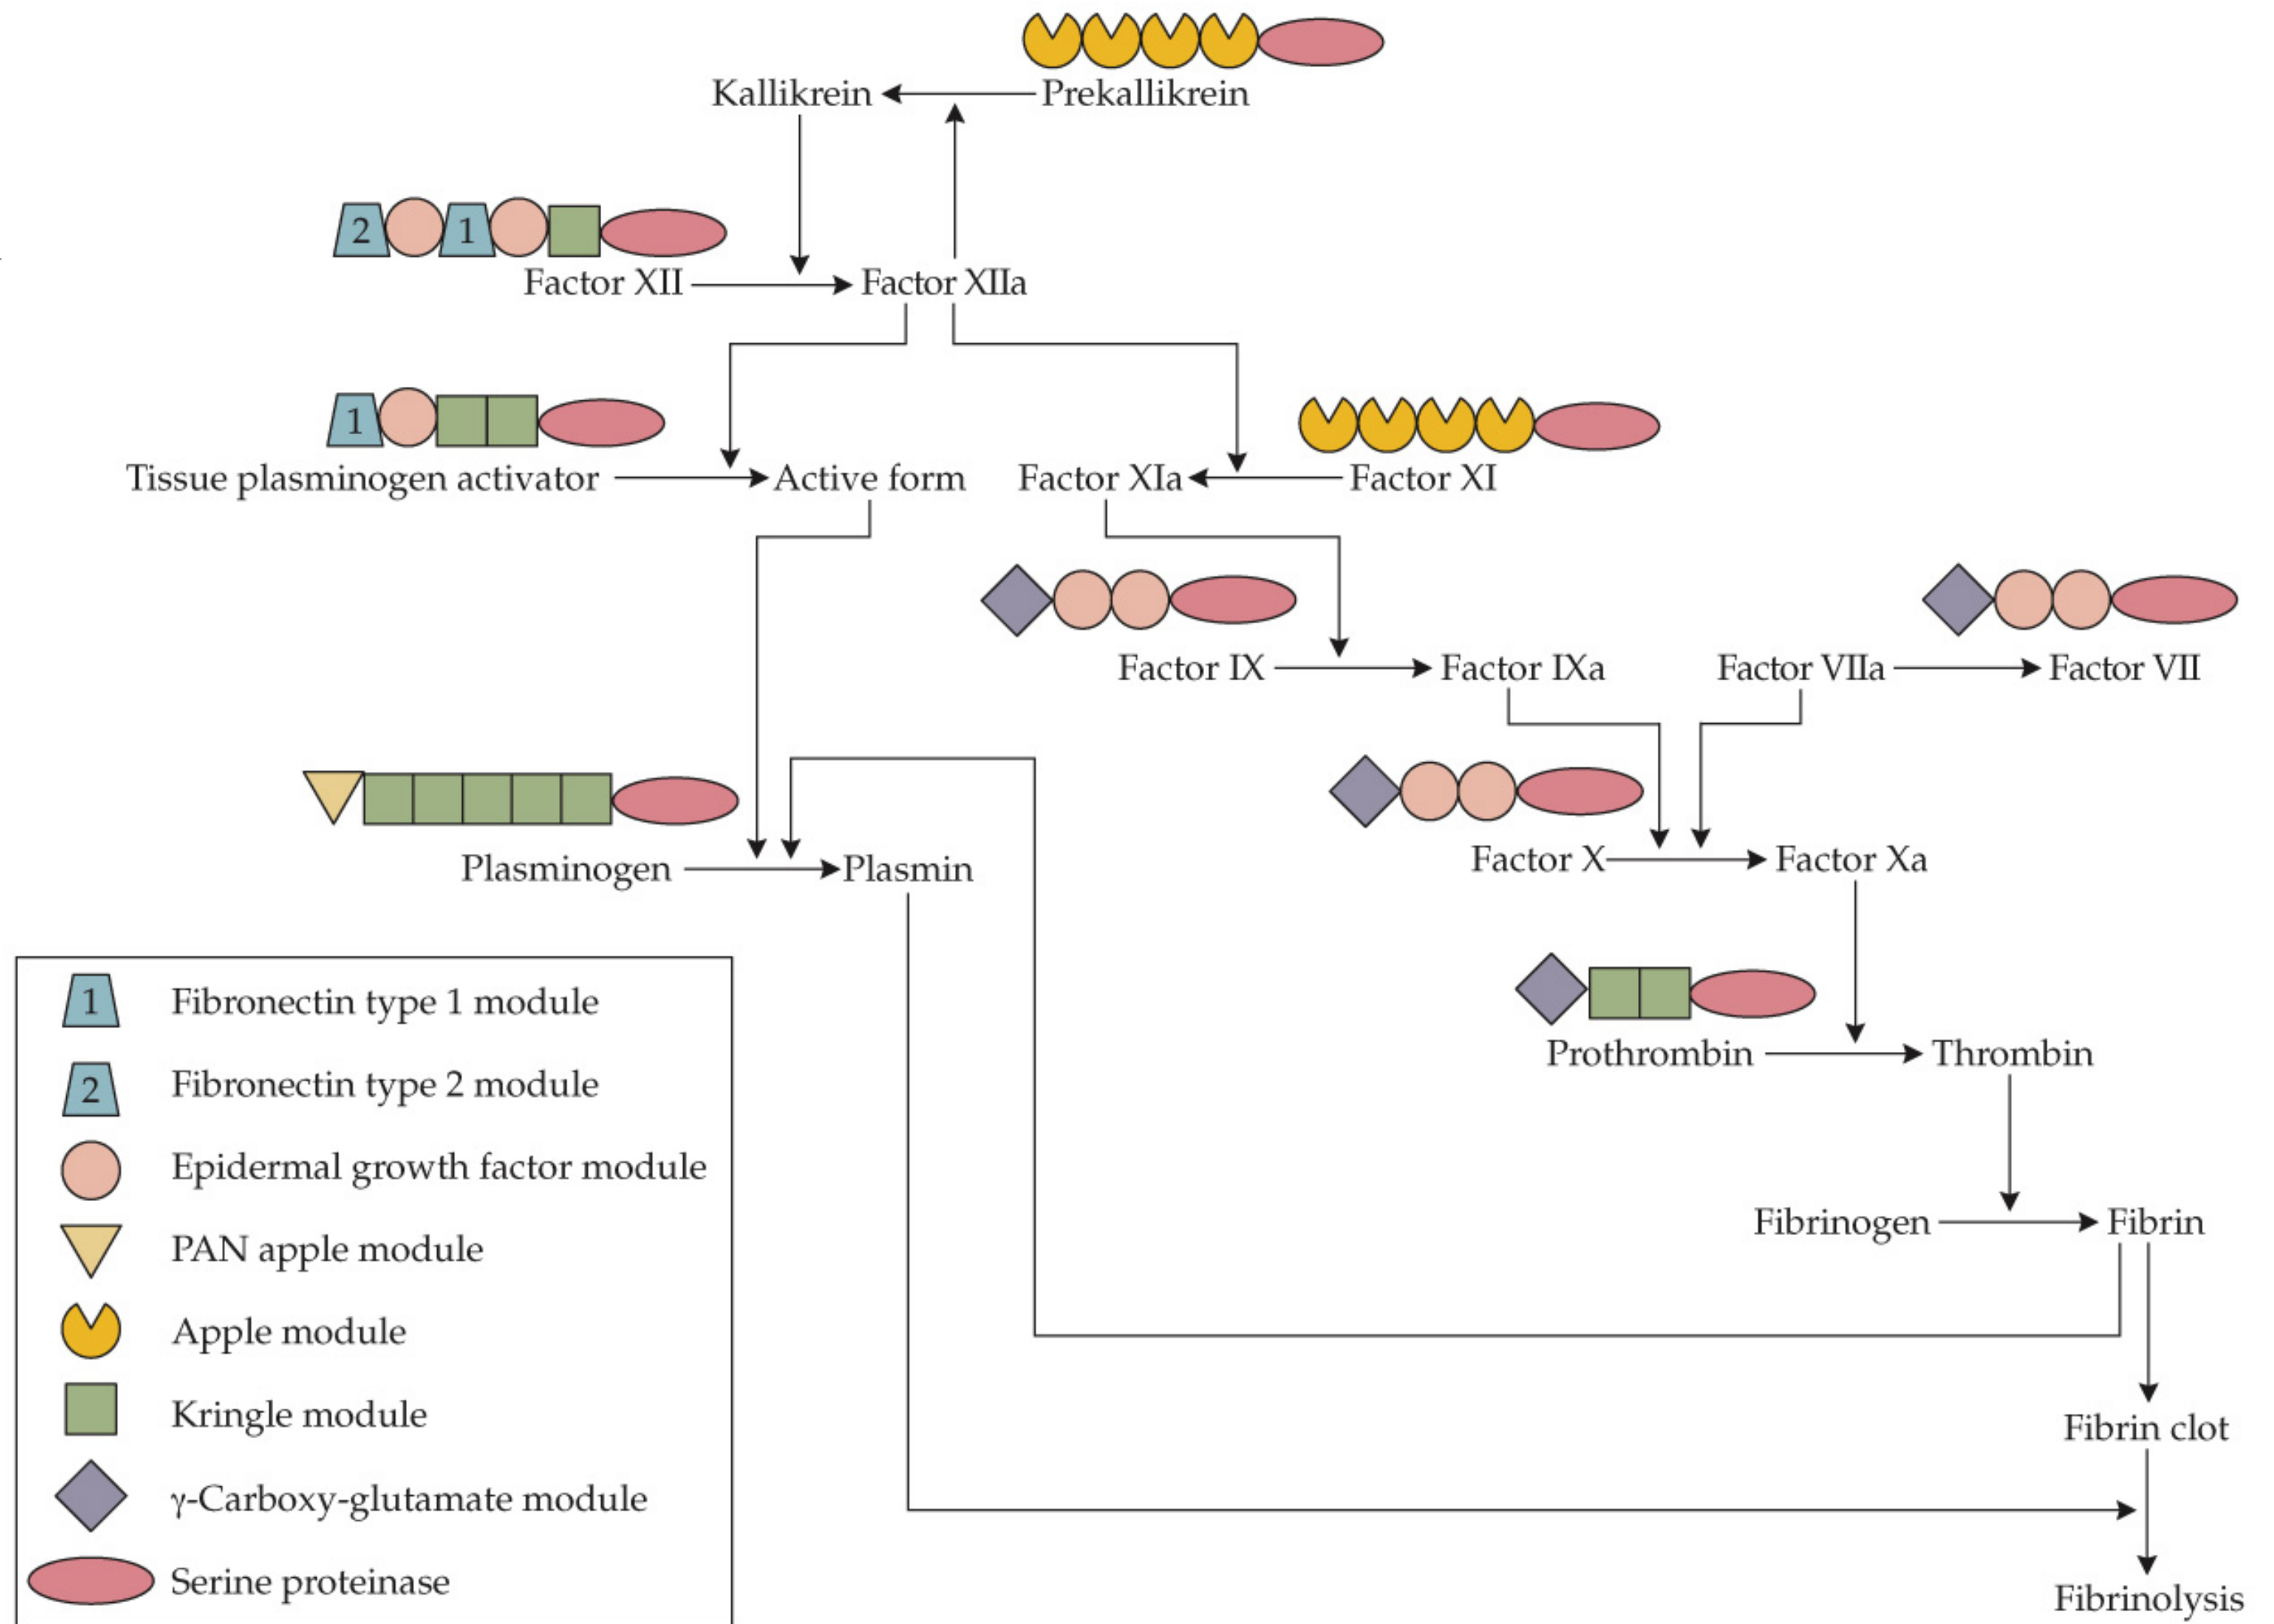 Kallikrein
Prekallikrein
2
1
Factor XII
Factor XIIa
1
Tissue plasminogen activator
Active form
Factor XIa
Factor XI
Factor IX
Factor IXa
Factor VIIa
Factor VII
Plasminogen
Plasmin
Factor X
Factor Xa
Prothrombin
Thrombin
Fibrinogen
Fibrin
Fibrin clot
Fibrinolysis
1 Fibronectin type 1 module
2 Fibronectin type 2 module
Epidermal growth factor module
PAN apple module
Apple module
Kringle module
γ-Carboxy-glutamate module
Serine proteinase